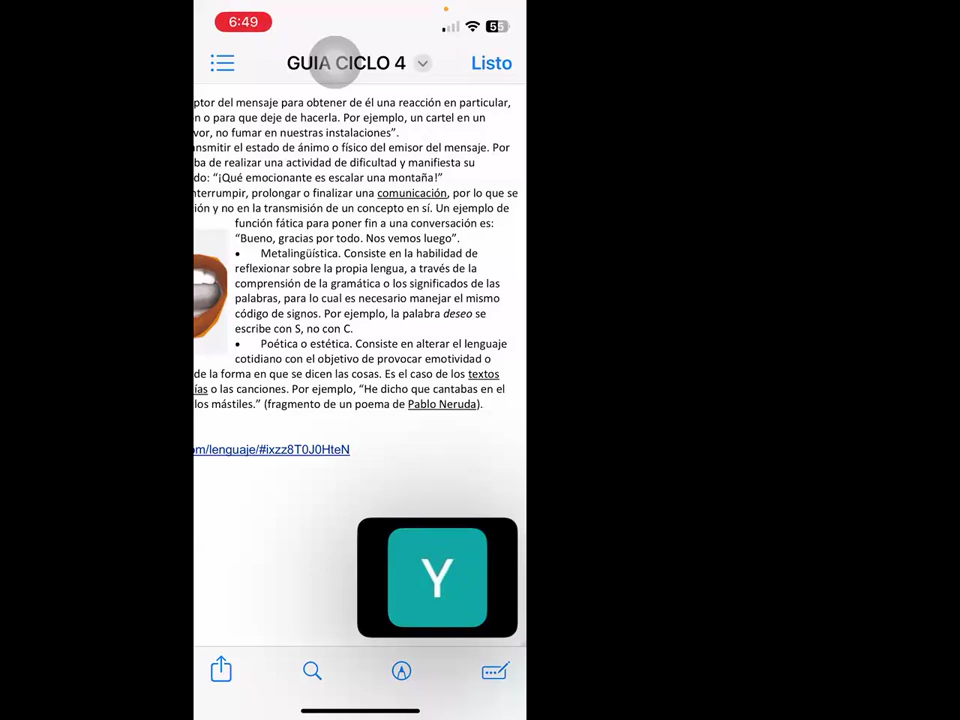 6:49
55
GUIA CICLO 4
Listo
ptor del mensaje para obtener de él una reacción en particular,
n o para que deje de hacerla. Por ejemplo, un cartel en un
vor, no fumar en nuestras instalaciones”.
nsmitir el estado de ánimo o físico del emisor del mensaje. Por
ba de realizar una actividad de dificultad y manifiesta su
do: “¡Qué emocionante es escalar una montaña!”
nterrumpir, prolongar o finalizar una comunicación, por lo que se
ión y no en la transmisión de un concepto en sí. Un ejemplo de
función fática para poner fin a una conversación es:
“Bueno, gracias por todo. Nos vemos luego”.
• Metalingüística. Consiste en la habilidad de
reflexionar sobre la propia lengua, a través de la
comprensión de la gramática o los significados de las
palabras, para lo cual es necesario manejar el mismo
código de signos. Por ejemplo, la palabra deseo se
escribe con S, no con C.
• Poética o estética. Consiste en alterar el lenguaje
cotidiano con el objetivo de provocar emotividad o
de la forma en que se dicen las cosas. Es el caso de los textos
ías o las canciones. Por ejemplo, “He dicho que cantabas en el
los mástiles.” (fragmento de un poema de Pablo Neruda).
om/lenguaje/#ixzz8T0J0HteN
Y